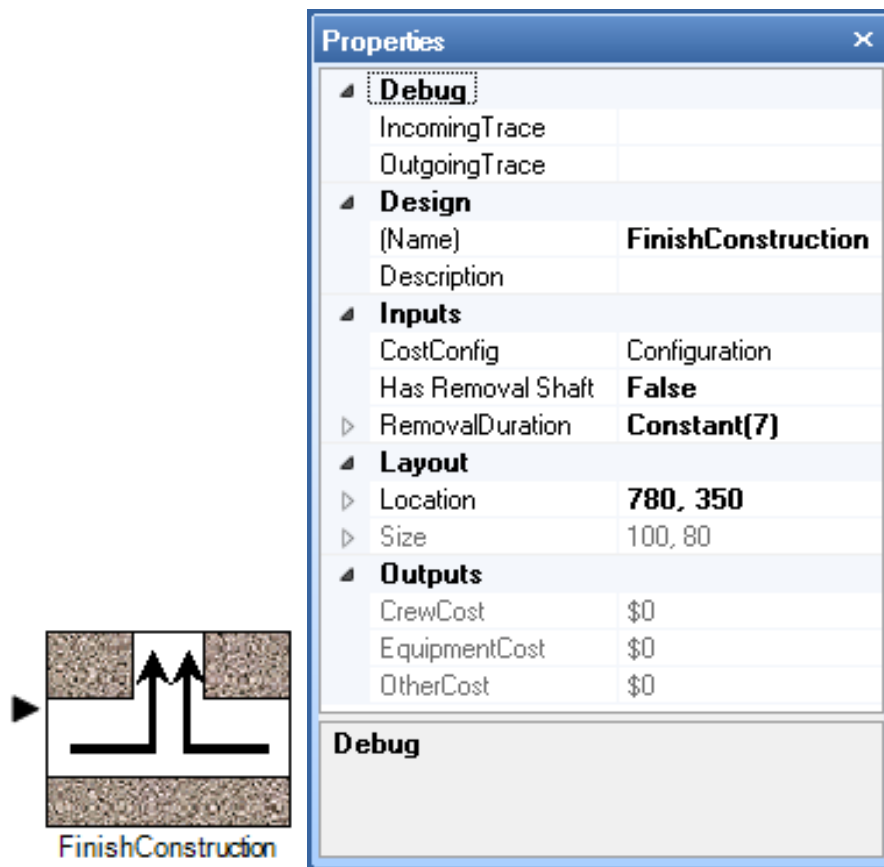 Properties
Debug
IncomingTrace
OutgoingTrace
Design
(Name) FinishConstruction
Description
Inputs
CostConfig Configuration
Has Removal Shaft False
RemovalDuration Constant(7)
Layout
Location 780, 350
Size 100, 80
Outputs
CrewCost $0
EquipmentCost $0
OtherCost $0
Debug
FinishConstruction